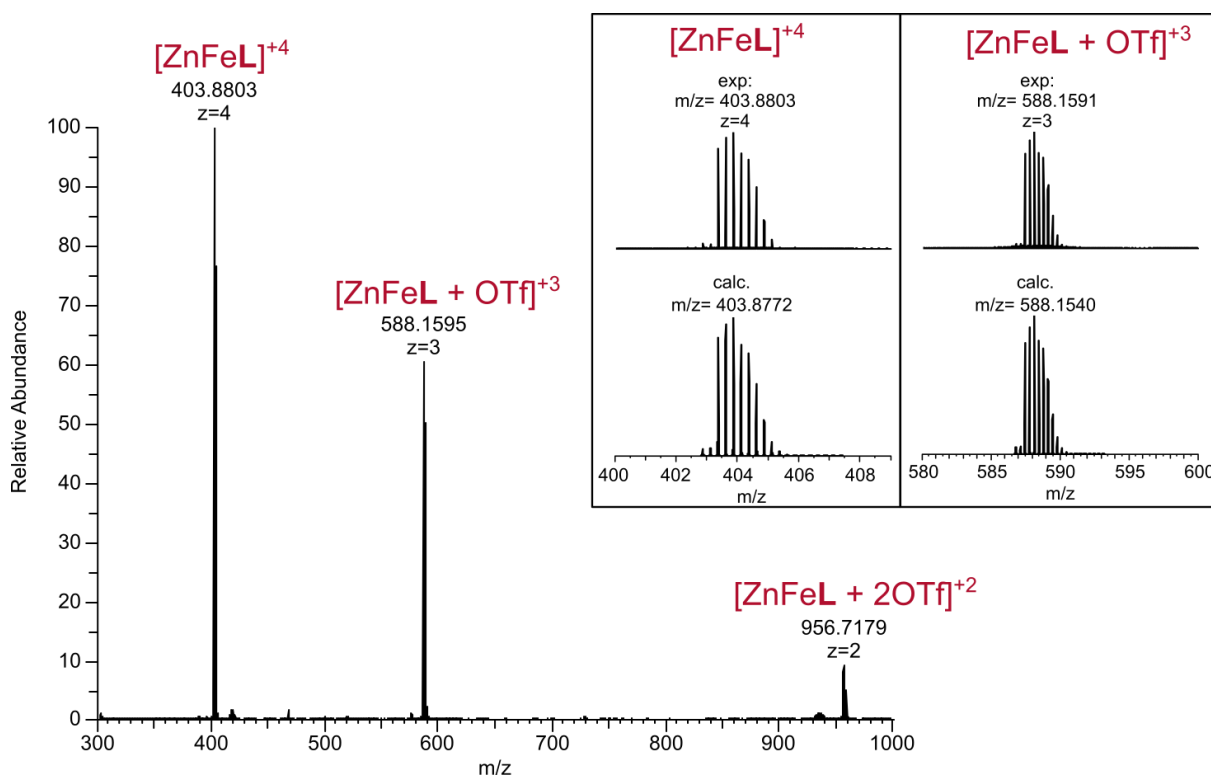 [ZnFeL]+4
403.8803
z=4
[ZnFeL + OTf]+3
588.1595
z=3
[ZnFeL + 2OTf]+2
956.7179
z=2
Relative Abundance
100
90
80
70
60
50
40
30
20
10
0
300 400 500 600 700 800 900 1000
m/z
[ZnFeL]+4
exp:
m/z= 403.8803
z=4
calc.
m/z= 403.8772
400 402 404 406 408
m/z
[ZnFeL + OTf]+3
exp:
m/z= 588.1591
z=3
calc.
m/z= 588.1540
580 585 590 595 600
m/z